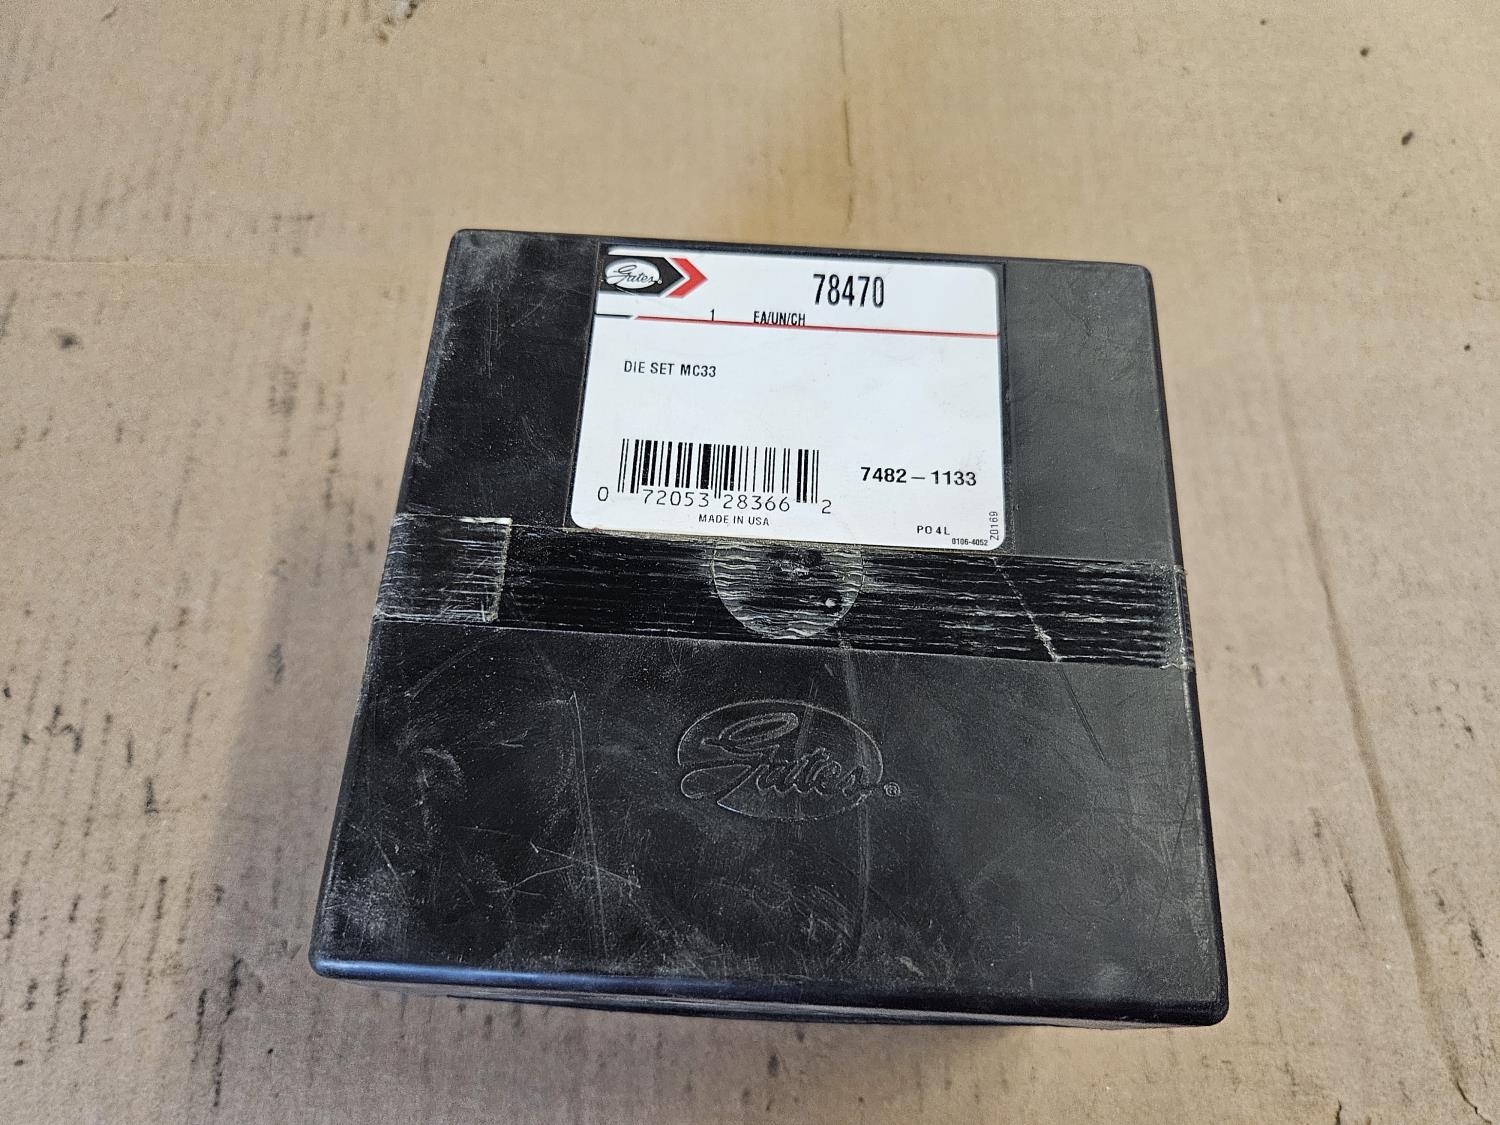 Gates
78470
1 EA/UN/CH
DIE SET MC33
7482-1133
0 72053 28366 2
MADE IN USA
PO 4L
0106-4052
Z0169
Gates®